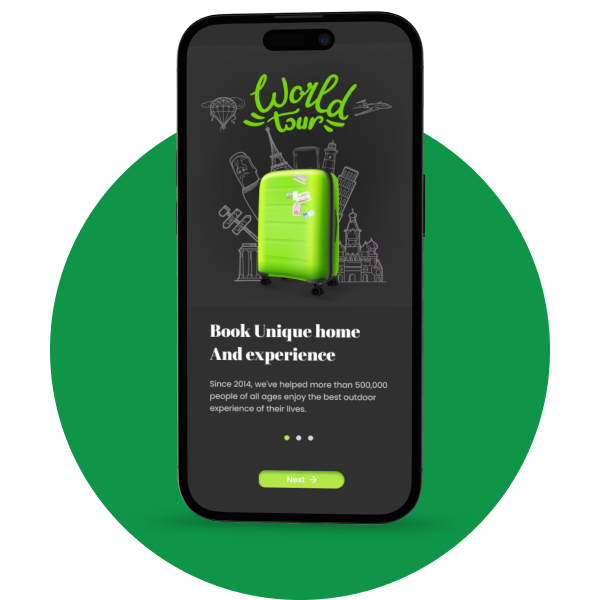 World
tour
Book Unique home
And experience
Since 2014, we've helped more than 500,000
people of all ages enjoy the best outdoor
experience of their lives.
Next →